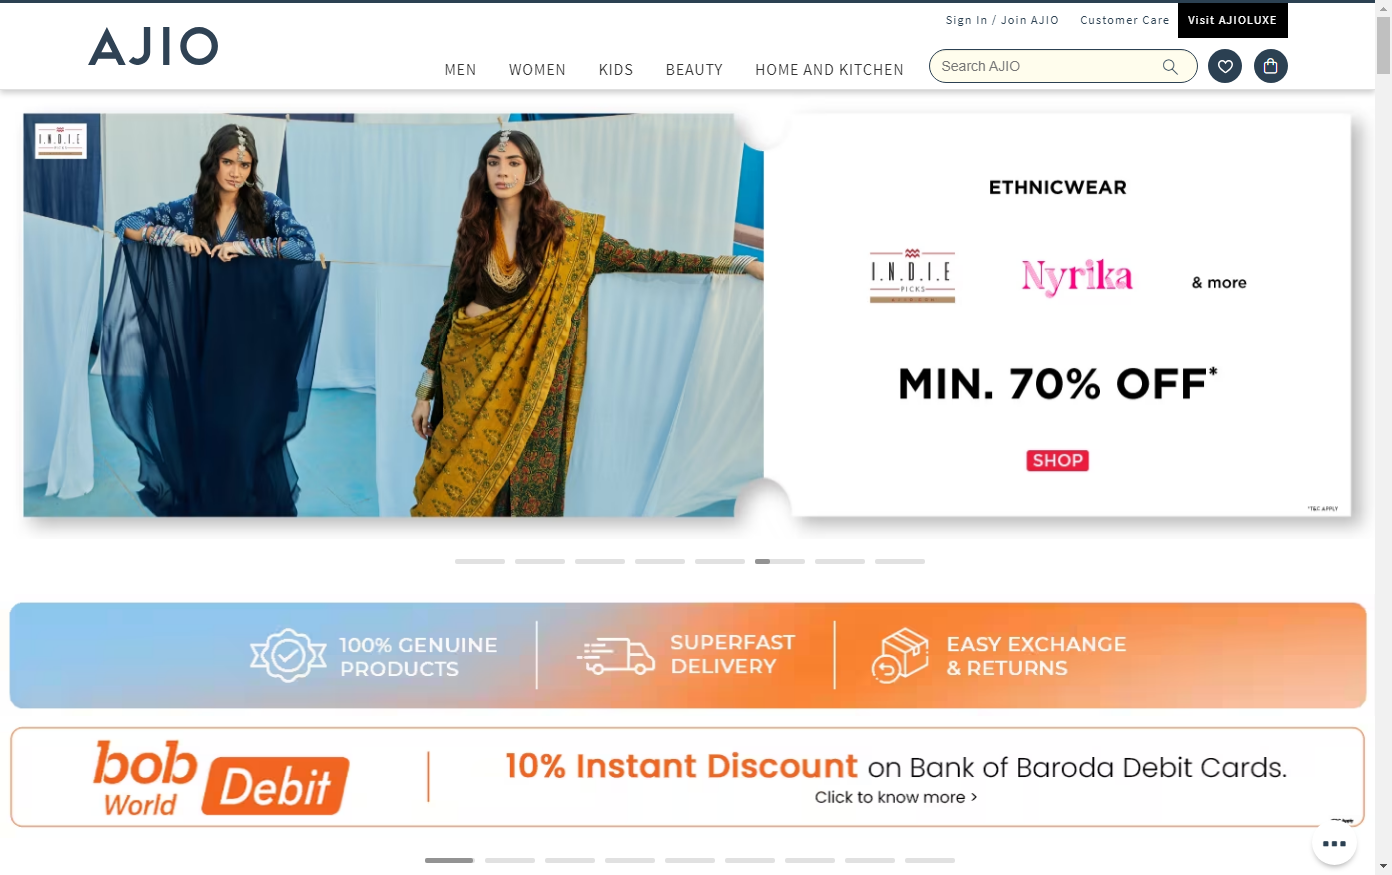 Sign In / Join AJIO
Customer Care
Visit AJIOLUXE
AJIO
MEN
WOMEN
KIDS
BEAUTY
HOME AND KITCHEN
Search AJIO
I.N.D.I.E
PICKS
ETHNICWEAR
I.N.D.I.E
PICKS
Nyrika
& more
MIN. 70% OFF*
SHOP
*T&C APPLY
100% GENUINE
PRODUCTS
SUPERFAST
DELIVERY
EASY EXCHANGE
& RETURNS
bob
World
Debit
10% Instant Discount on Bank of Baroda Debit Cards.
Click to know more >